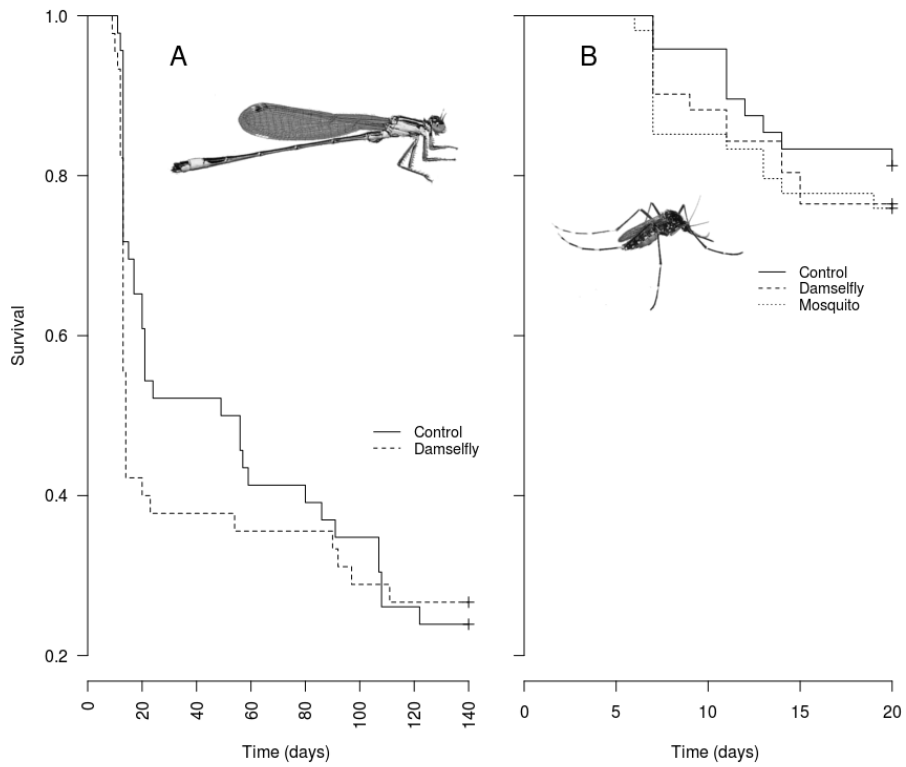 A
B
Survival
1.0
0.8
0.6
0.4
0.2
Control
Damselfly
0
20
40
60
80
100
120
140
Time (days)
Control
Damselfly
Mosquito
0
5
10
15
20
Time (days)